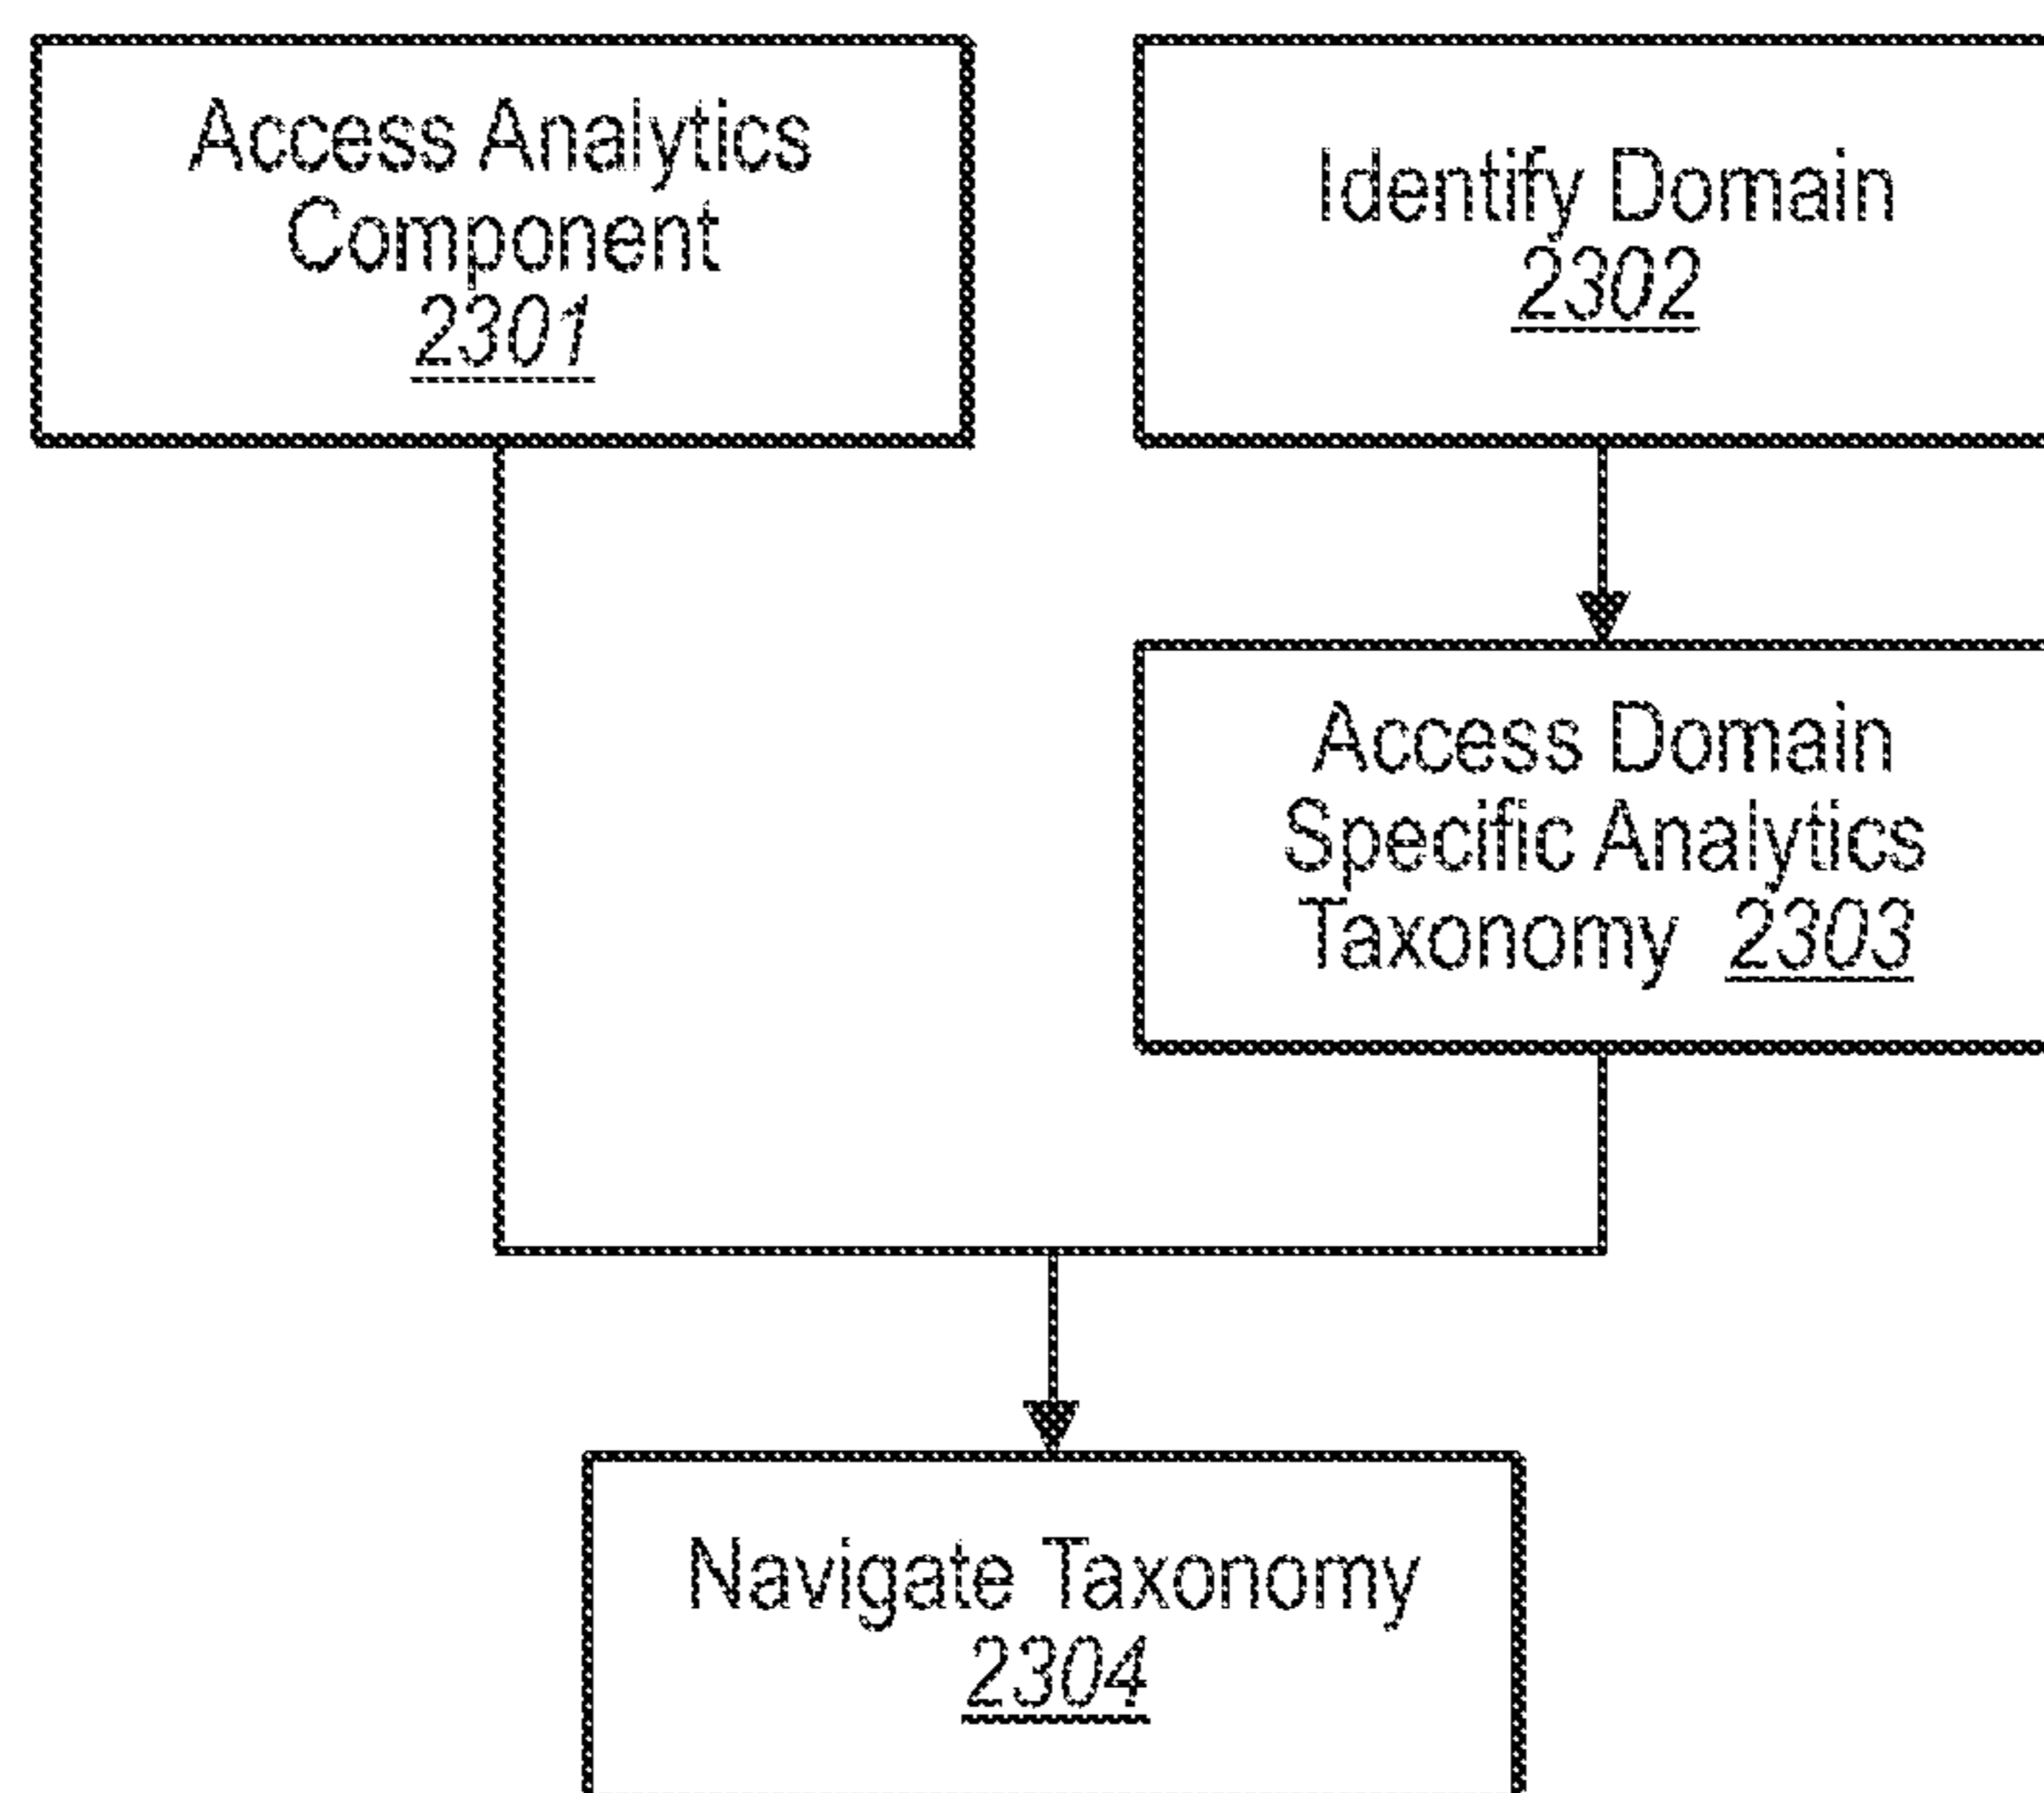 Access Analytics
Component
2301
Identify Domain
2302
Access Domain
Specific Analytics
Taxonomy 2303
Navigate Taxonomy
2304